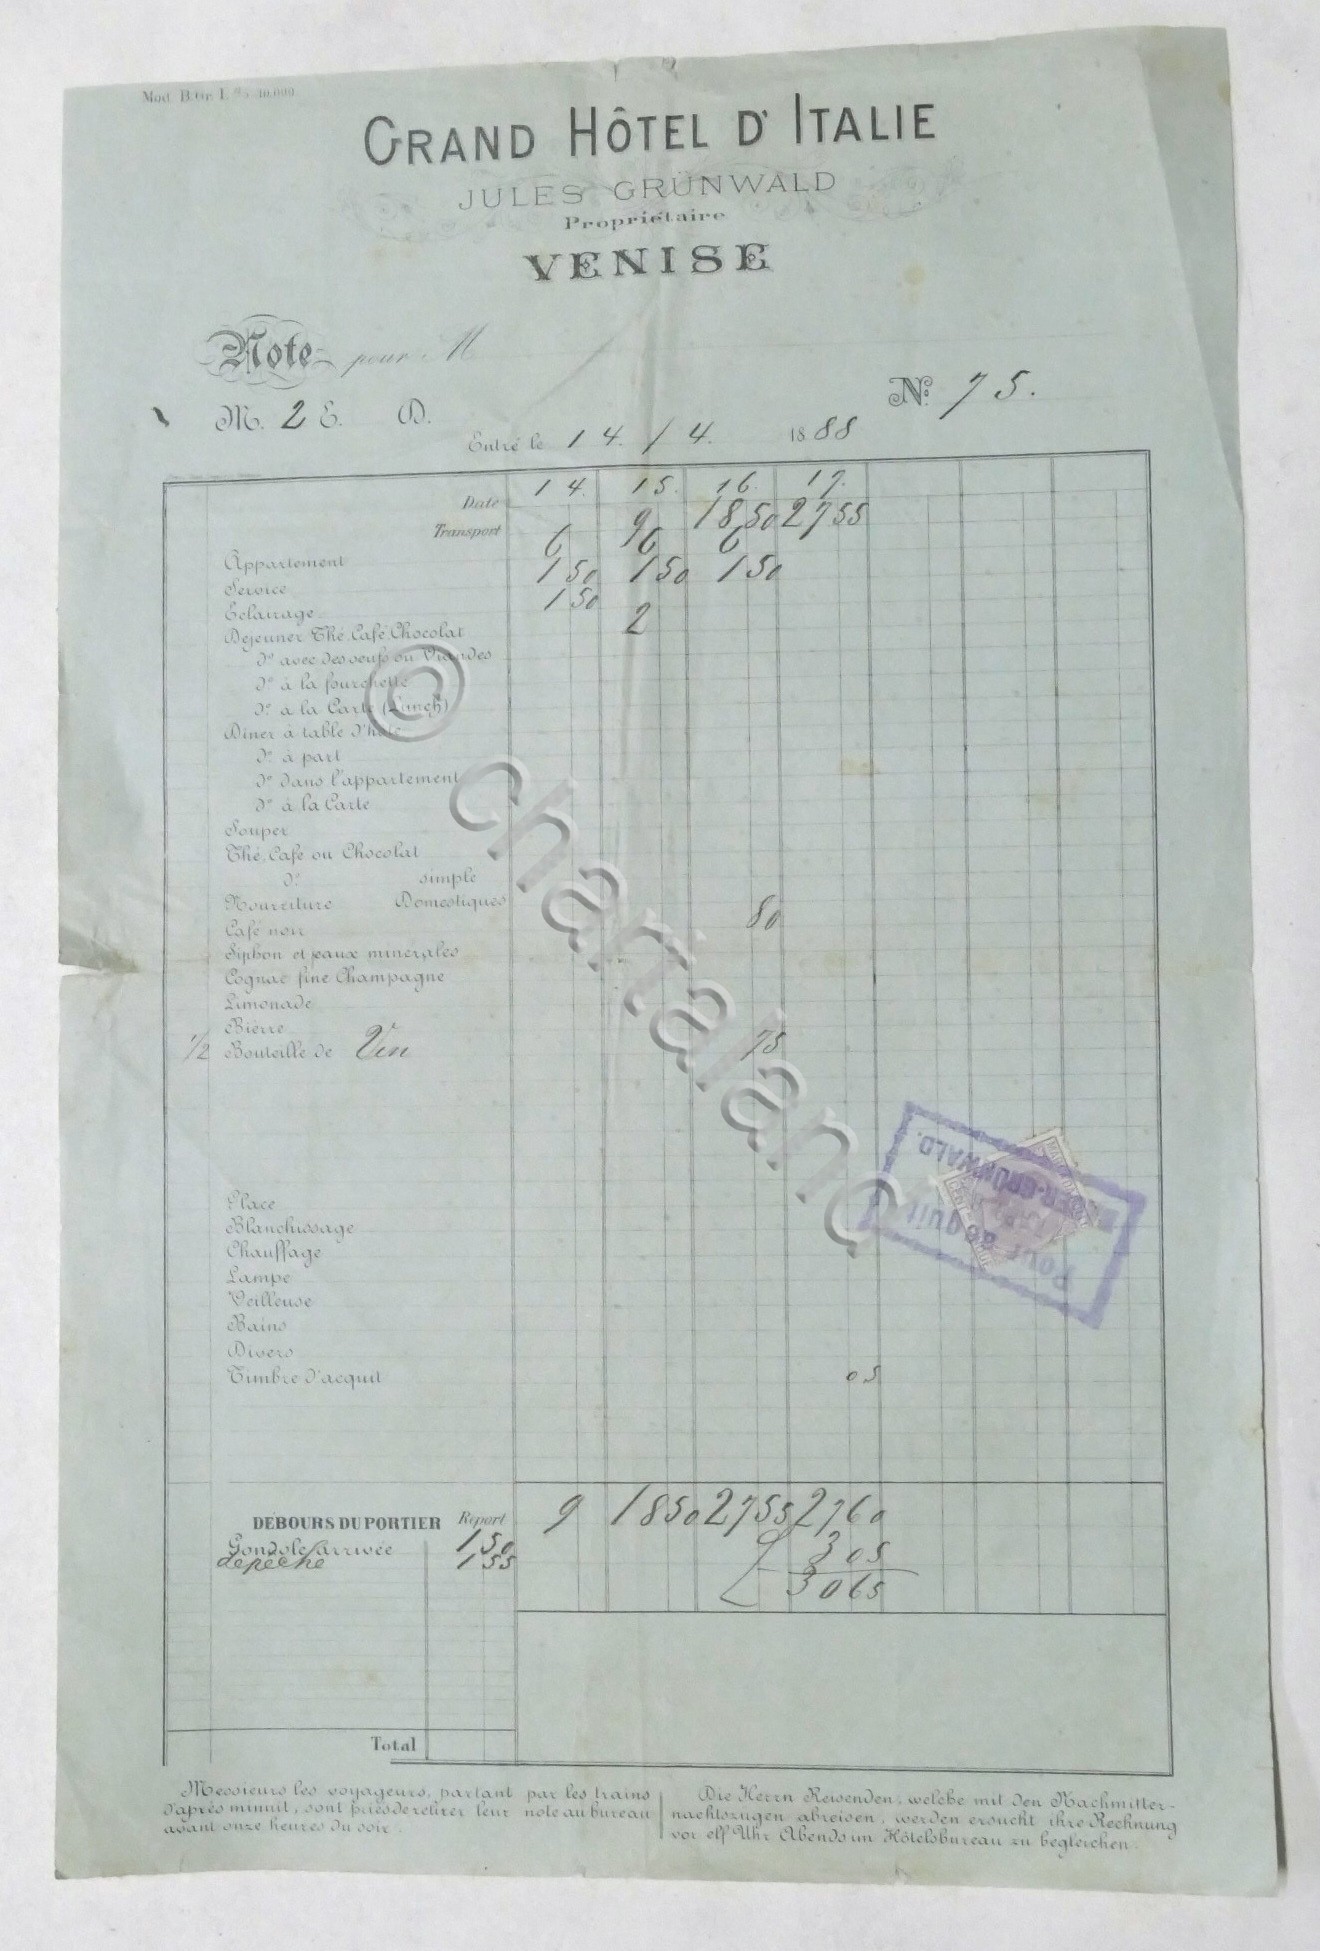 GRAND HÔTEL D'ITALIE
JULES GRÜNWALD
Propriétaire
VENISE
Note pour M
Nº 75.
M. 2 E. D.
Entré le 14. / 4. 1888
Date 14. 15. 16. 17.
Transport 9 18 50 27 55
Appartement 6 6 6
Service 1 50 1 50 1 50
Eclairage 1 50
Dejeuner Thé, Café, Chocolat 2
dº avec des oeufs ou Viandes
dº à la fourchette
dº à la Carte (Lunch)
Diner à table d'hôte
dº à part
dº dans l'appartement
dº à la Carte
Souper
Thé, Café ou Chocolat
dº simple
Nourriture Domestiques
Café noir 80
Siphon et eaux minérales
Cognac fine Champagne
Limonade
Bierre
1/2 Bouteille de Vin 75
Place
Blanchissage
Chauffage
Lampe
Veilleuse
Bains
Divers
Timbre d'acquit 05
Pour acquit
GRÜNWALD.
9 18 50 27 55 27 60
DÉBOURS DU PORTIER Report
Gondole arrivée 1 50 3 05
depêche 1 55 30 65
Total
Messieurs les voyageurs, partant par les trains
d'après minuit, sont priés de retirer leur note au bureau
avant onze heures du soir.
Die Herrn Reisenden, welche mit den Nachmitter-
nachtszügen abreisen, werden ersucht ihre Rechnung
vor elf Uhr Abends im Hôtelsbureau zu begleichen.
© chartaland